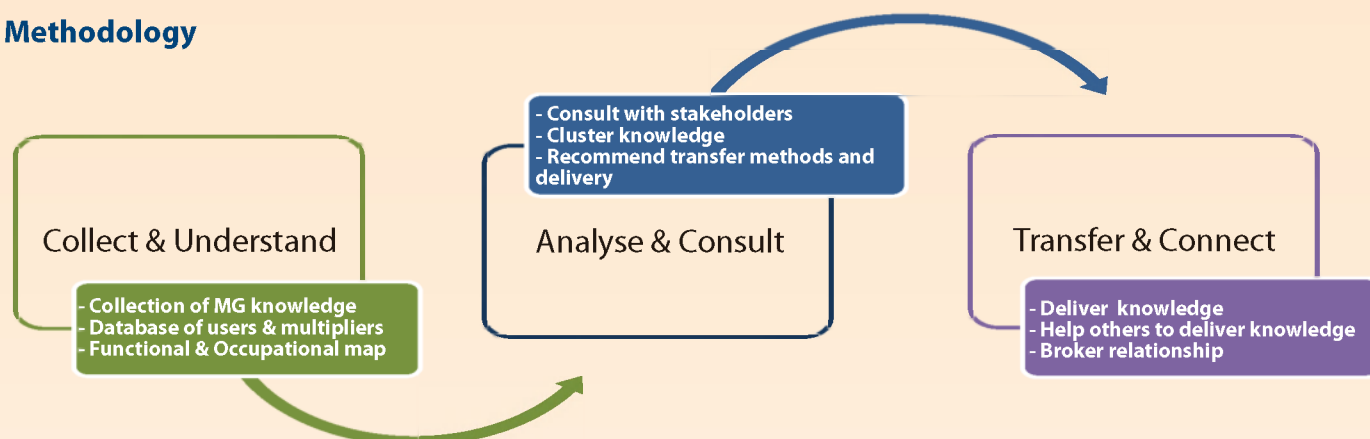 Methodology
Collect & Understand
- Collection of MG knowledge
- Database of users & multipliers
- Functional & Occupational map
- Consult with stakeholders
- Cluster knowledge
- Recommend transfer methods and
delivery
Analyse & Consult
Transfer & Connect
- Deliver knowledge
- Help others to deliver knowledge
- Broker relationship